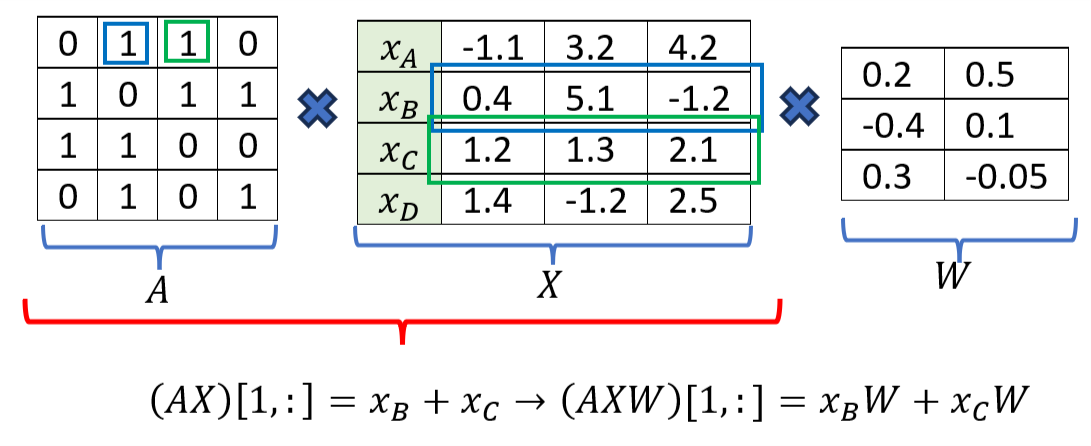 0 1 1 0
1 0 1 1
1 1 0 0
0 1 0 1
A
x_A -1.1 3.2 4.2
x_B 0.4 5.1 -1.2
x_C 1.2 1.3 2.1
x_D 1.4 -1.2 2.5
X
0.2 0.5
-0.4 0.1
0.3 -0.05
W
(AX)[1,:] = x_B + x_C → (AXW)[1,:] = x_BW + x_CW